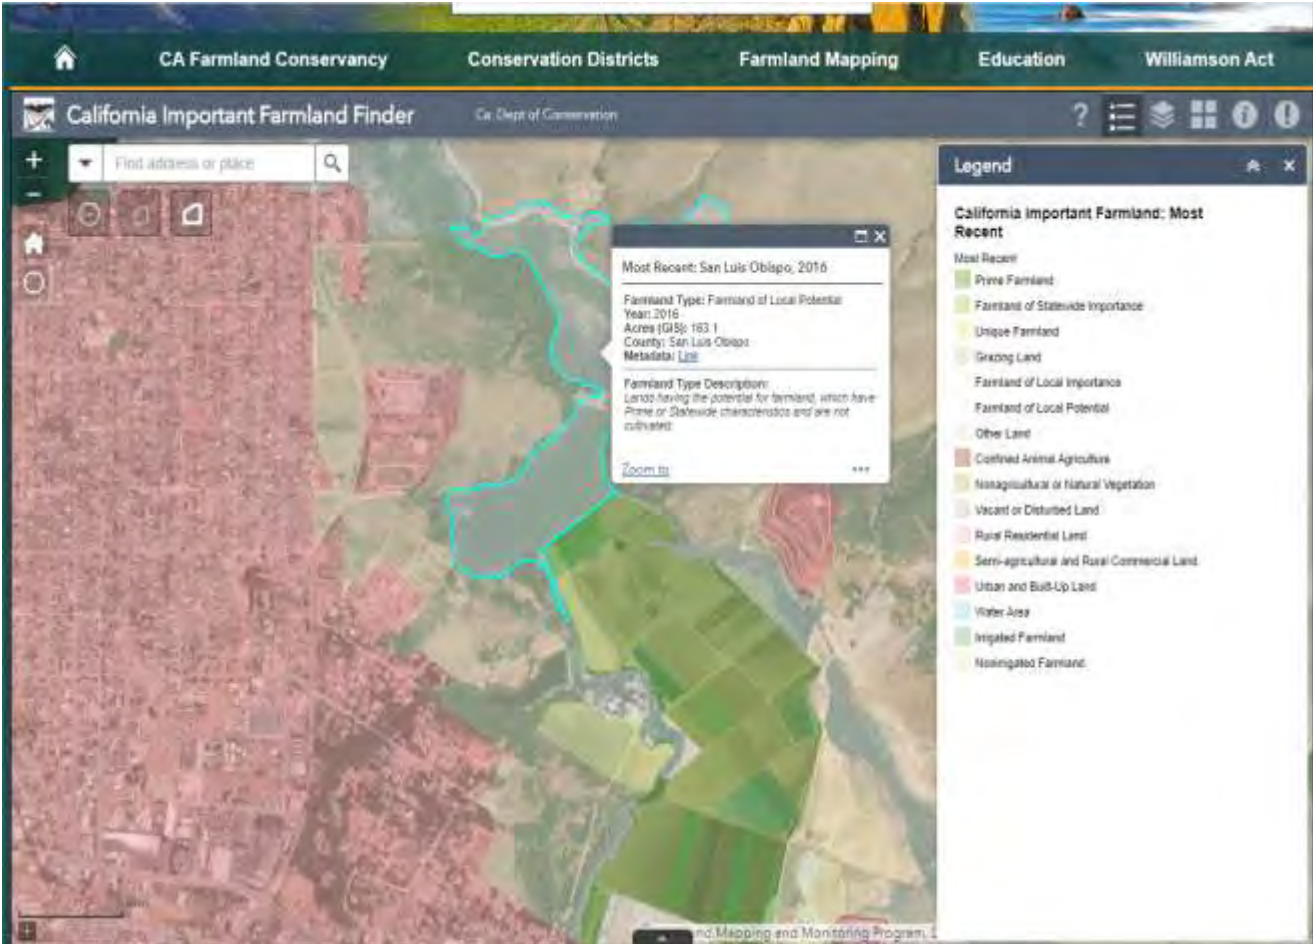 CA Farmland Conservancy
Conservation Districts
Farmland Mapping
Education
Williamson Act
California Important Farmland Finder
Ca. Dept of Conservation
?
Find address or place
Legend
California Important Farmland: Most
Recent
Most Recent
Prime Farmland
Farmland of Statewide Importance
Unique Farmland
Grazing Land
Farmland of Local Importance
Farmland of Local Potential
Other Land
Confined Animal Agriculture
Nonagricultural or Natural Vegetation
Vacant or Disturbed Land
Rural Residential Land
Semi-agricultural and Rural Commercial Land
Urban and Built-Up Land
Water Area
Irrigated Farmland
Nonirrigated Farmland
Most Recent: San Luis Obispo, 2016
Farmland Type: Farmland of Local Potential
Year: 2016
Acres (GIS): 163.1
County: San Luis Obispo
Metadata: Link
Farmland Type Description:
Lands having the potential for farmland, which have
Prime or Statewide characteristics and are not
cultivated.
Zoom to
nd Mapping and Monitoring Program,